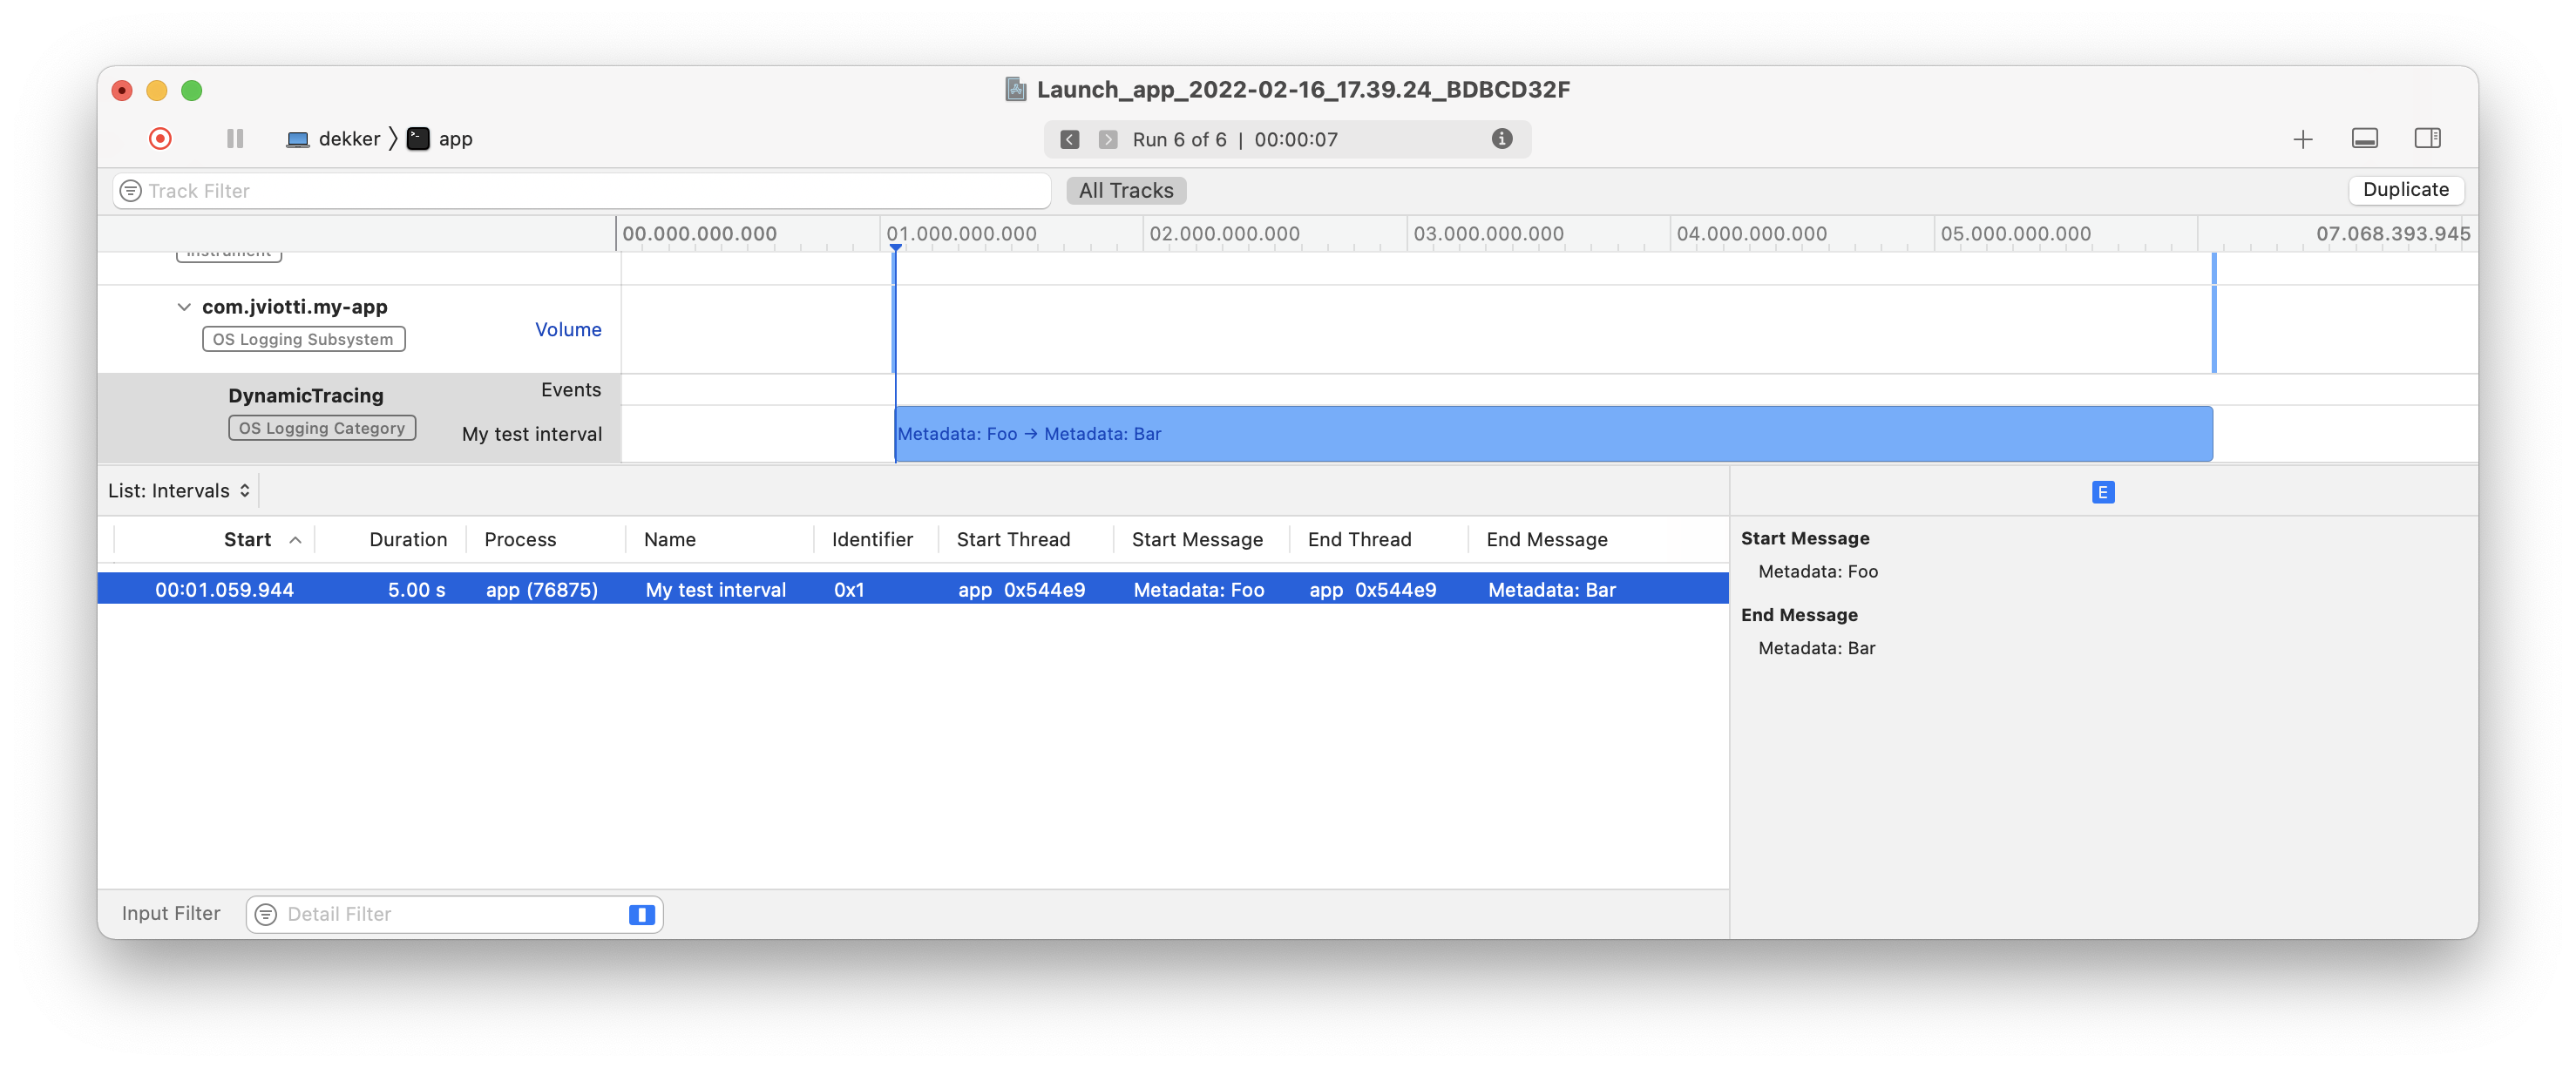 Launch_app_2022-02-16_17.39.24_BDBCD32F
dekker app
Run 6 of 6 | 00:00:07
Track Filter
All Tracks
Duplicate
00.000.000.000 01.000.000.000 02.000.000.000 03.000.000.000 04.000.000.000 05.000.000.000 07.068.393.945
Instrument
com.jviotti.my-app
OS Logging Subsystem
Volume
DynamicTracing
OS Logging Category
Events
My test interval
Metadata: Foo → Metadata: Bar
List: Intervals
E
Start Duration Process Name Identifier Start Thread Start Message End Thread End Message
00:01.059.944 5.00 s app (76875) My test interval 0x1 app 0x544e9 Metadata: Foo app 0x544e9 Metadata: Bar
Start Message
Metadata: Foo
End Message
Metadata: Bar
Input Filter
Detail Filter